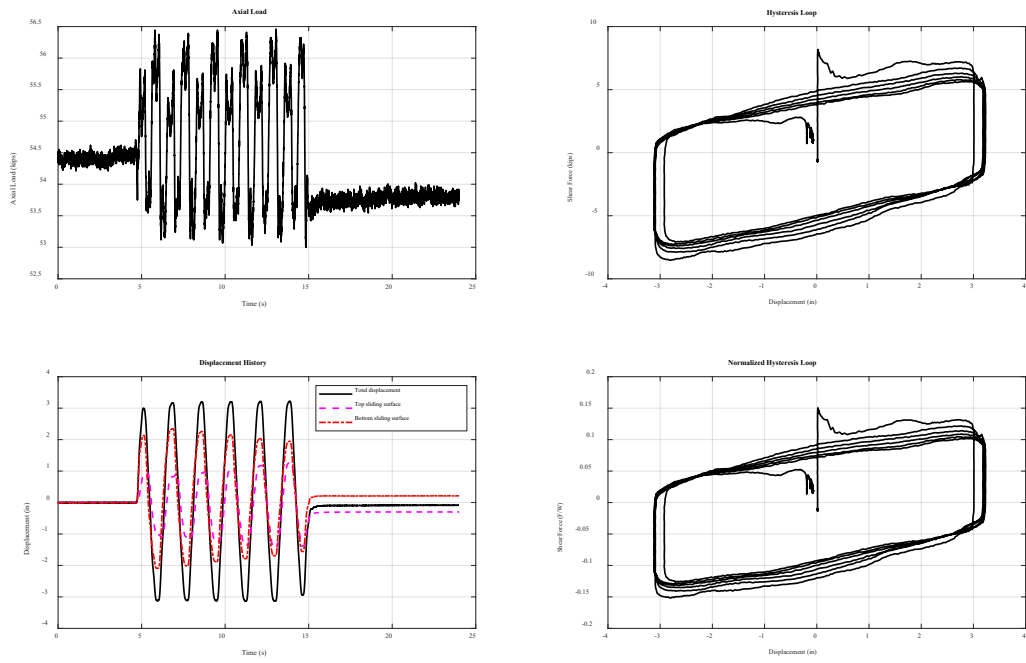 Axial Load
56.5
56
55.5
55
54.5
54
53.5
53
52.5
0 5 10 15 20 25
Axial Load (kips)
Time (s)
Hysteresis Loop
10
5
0
-5
-10
-4 -3 -2 -1 0 1 2 3 4
Shear Force (kips)
Displacement (in)
Displacement History
4
3
2
1
0
-1
-2
-3
-4
0 5 10 15 20 25
Displacement (in)
Time (s)
Total displacement
Top sliding surface
Bottom sliding surface
Normalized Hysteresis Loop
0.2
0.15
0.1
0.05
0
-0.05
-0.1
-0.15
-0.2
-4 -3 -2 -1 0 1 2 3 4
Shear Force (F/W)
Displacement (in)